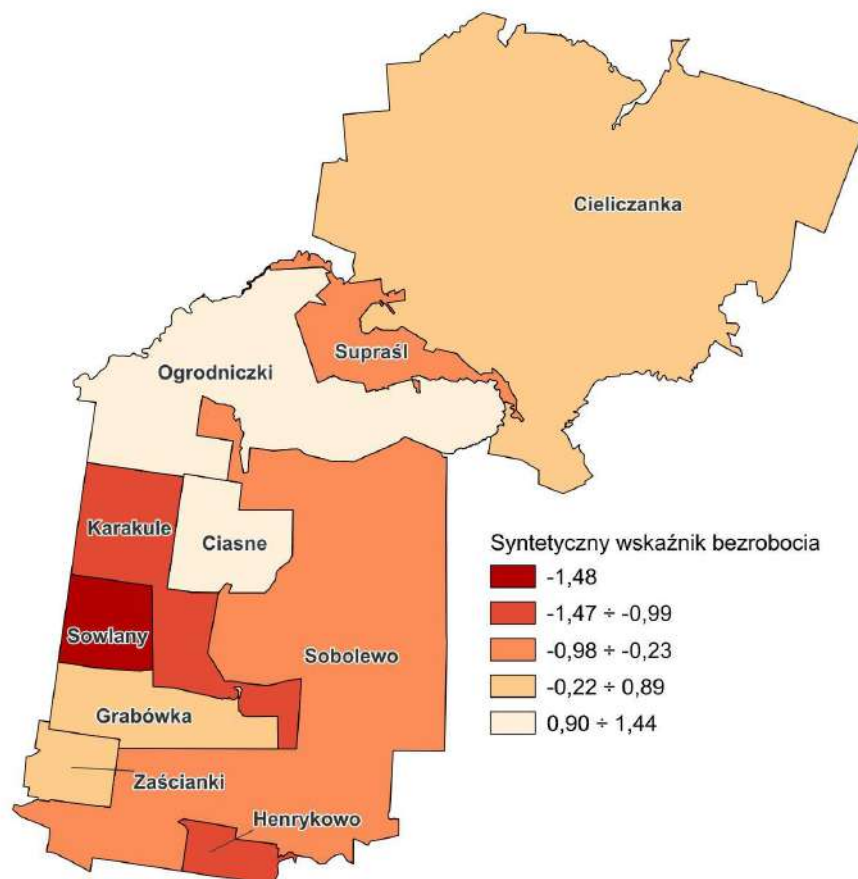 Cieliczanka
Supraśl
Ogrodniczki
Karakule
Ciasne
Sowlany
Sobolewo
Grabówka
Zaścianki
Henrykowo
Syntetyczny wskaźnik bezrobocia
-1,48
-1,47 ÷ -0,99
-0,98 ÷ -0,23
-0,22 ÷ 0,89
0,90 ÷ 1,44